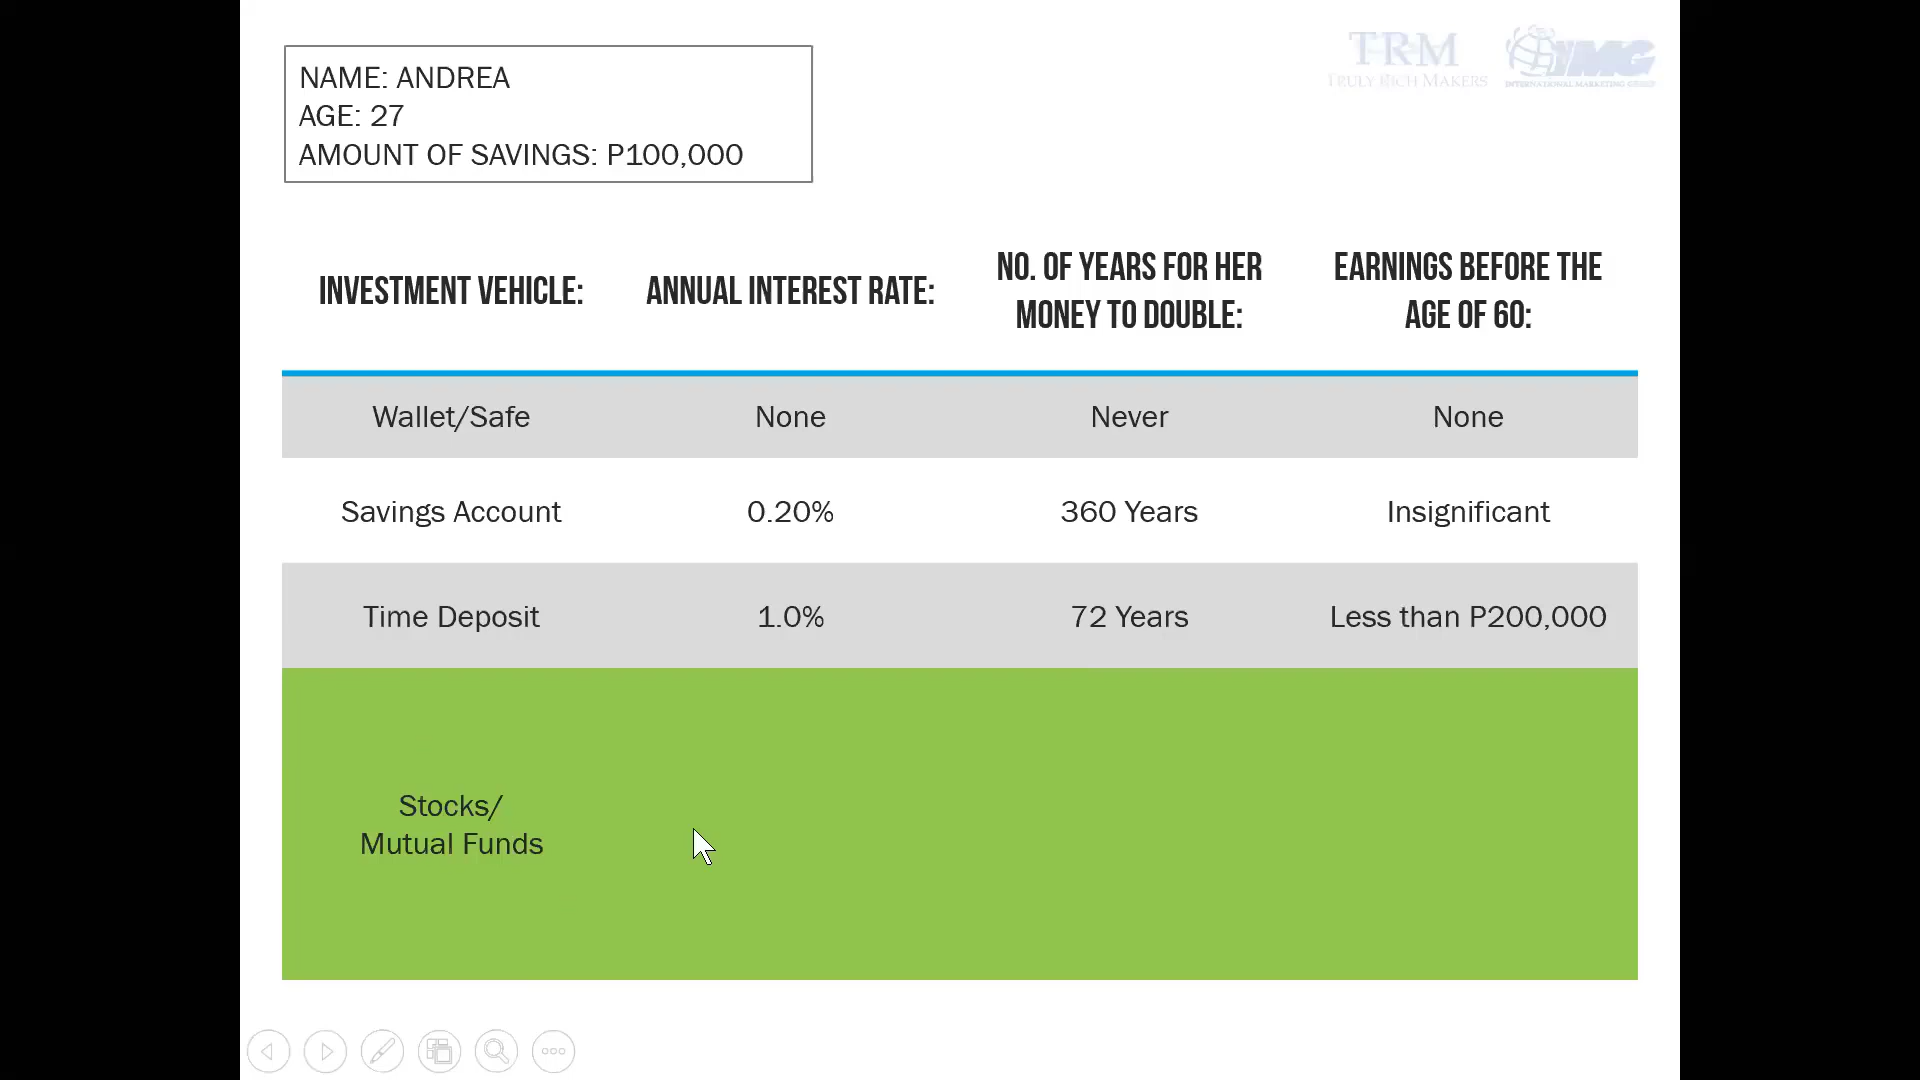 NAME: ANDREA
AGE: 27
AMOUNT OF SAVINGS: P100,000
TRM
TRULY RICH MAKERS
IMG
INTERNATIONAL MARKETING GROUP
INVESTMENT VEHICLE:
ANNUAL INTEREST RATE:
NO. OF YEARS FOR HER
MONEY TO DOUBLE:
EARNINGS BEFORE THE
AGE OF 60:
Wallet/Safe
None
Never
None
Savings Account
0.20%
360 Years
Insignificant
Time Deposit
1.0%
72 Years
Less than P200,000
Stocks/
Mutual Funds